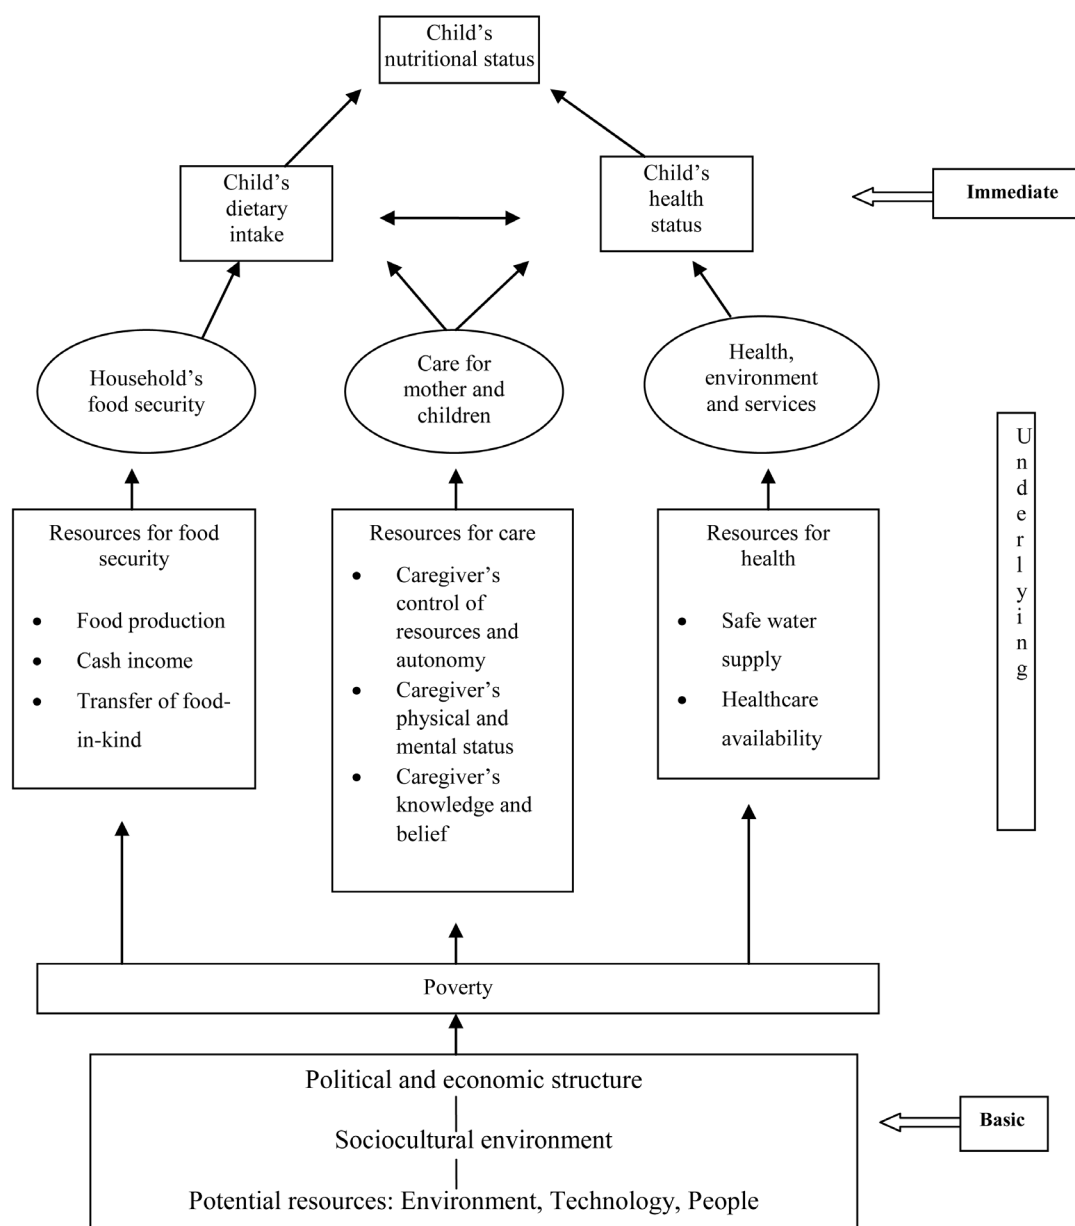 Child's
nutritional status
Child's
dietary
intake
Child's
health
status
Immediate
Household's
food security
Care for
mother and
children
Health,
environment
and services
Underlying
Resources for food
security
• Food production
• Cash income
• Transfer of food-
in-kind
Resources for care
• Caregiver's
control of
resources and
autonomy
• Caregiver's
physical and
mental status
• Caregiver's
knowledge and
belief
Resources for
health
• Safe water
supply
• Healthcare
availability
Poverty
Political and economic structure
Sociocultural environment
Potential resources: Environment, Technology, People
Basic